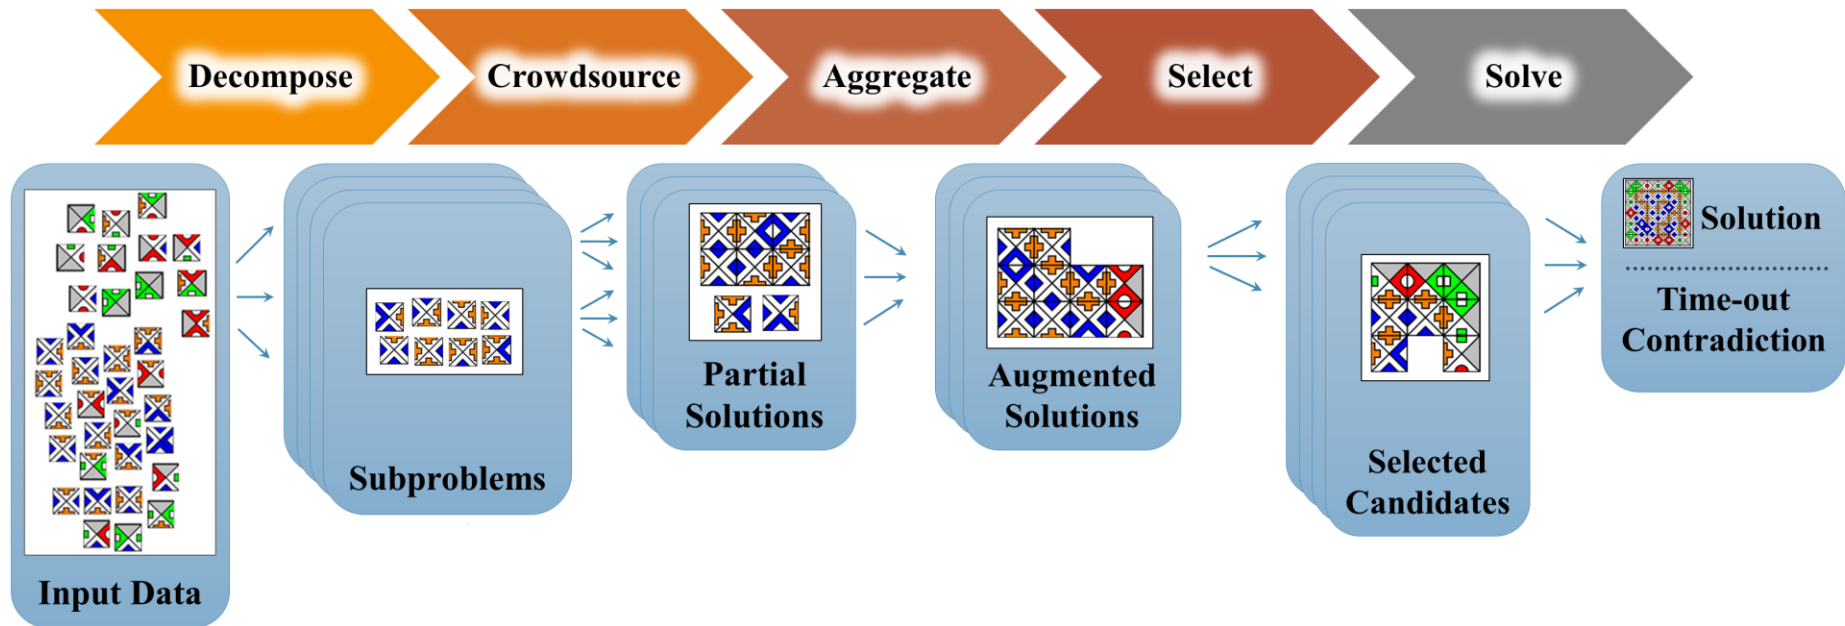 Decompose
Crowdsource
Aggregate
Select
Solve
Input Data
Subproblems
Partial
Solutions
Augmented
Solutions
Selected
Candidates
Solution
Time-out
Contradiction